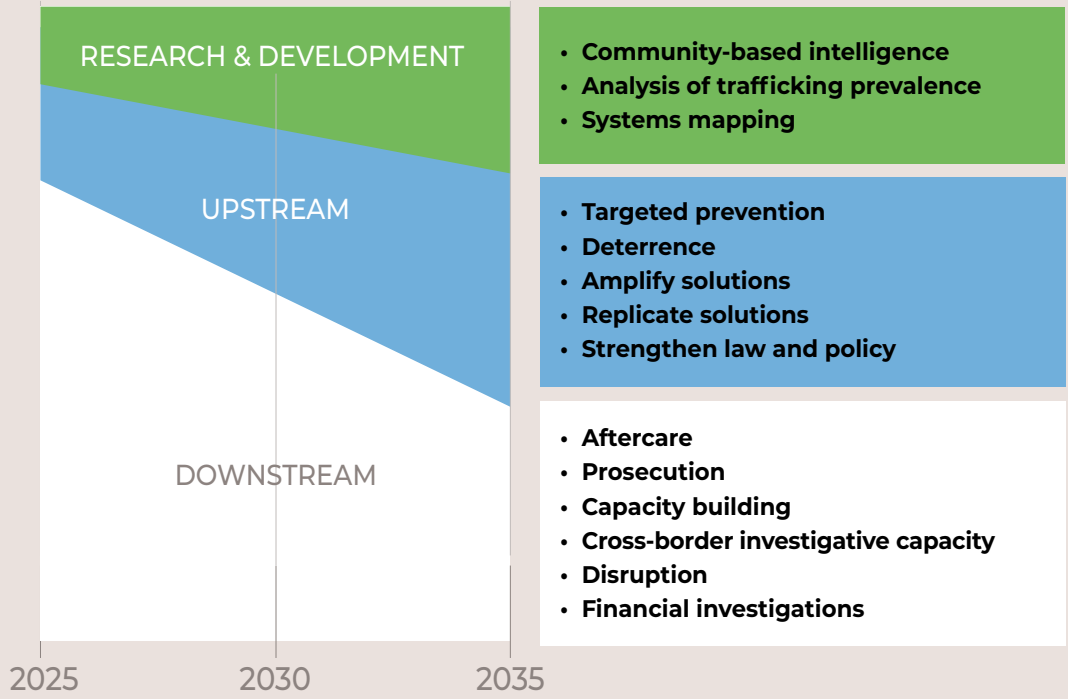 RESEARCH & DEVELOPMENT
UPSTREAM
DOWNSTREAM
2025
2030
2035
• Community-based intelligence
• Analysis of trafficking prevalence
• Systems mapping
• Targeted prevention
• Deterrence
• Amplify solutions
• Replicate solutions
• Strengthen law and policy
• Aftercare
• Prosecution
• Capacity building
• Cross-border investigative capacity
• Disruption
• Financial investigations